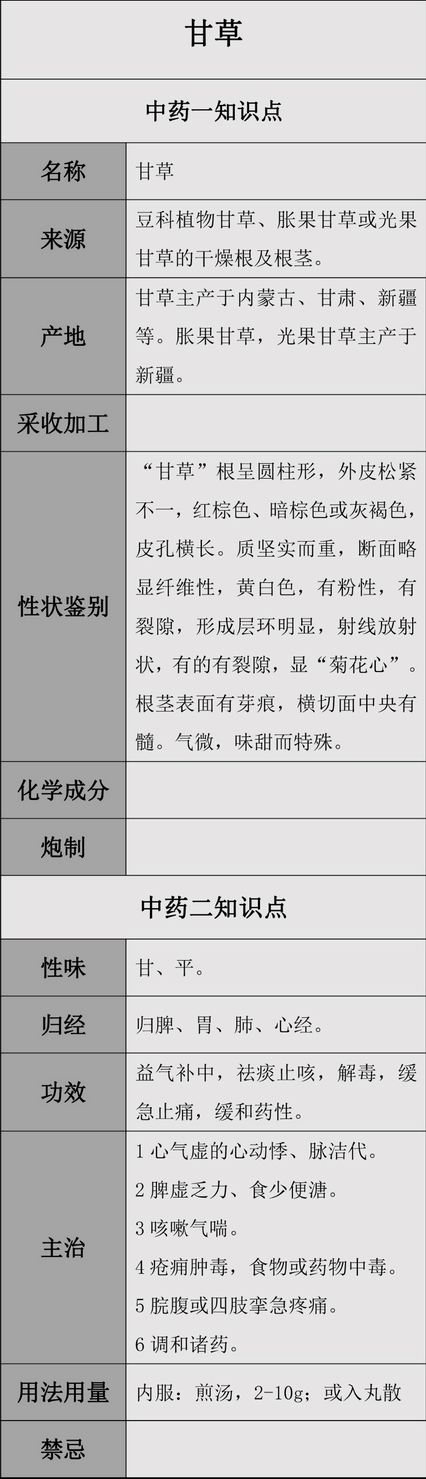 甘草
中药一知识点
名称
甘草
来源
豆科植物甘草、胀果甘草或光果
甘草的干燥根及根茎。
产地
甘草主产于内蒙古、甘肃、新疆
等。胀果甘草，光果甘草主产于
新疆。
采收加工
性状鉴别
“甘草”根呈圆柱形，外皮松紧
不一，红棕色、暗棕色或灰褐色，
皮孔横长。质坚实而重，断面略
显纤维性，黄白色，有粉性，有
裂隙，形成层环明显，射线放射
状，有的有裂隙，显“菊花心”。
根茎表面有芽痕，横切面中央有
髓。气微，味甜而特殊。
化学成分
炮制
中药二知识点
性味
甘、平。
归经
归脾、胃、肺、心经。
功效
益气补中，祛痰止咳，解毒，缓
急止痛，缓和药性。
主治
1 心气虚的心动悸、脉洁代。
2 脾虚乏力、食少便溏。
3 咳嗽气喘。
4 疮痈肿毒，食物或药物中毒。
5 脘腹或四肢挛急疼痛。
6 调和诸药。
用法用量
内服：煎汤，2-10g；或入丸散
禁忌